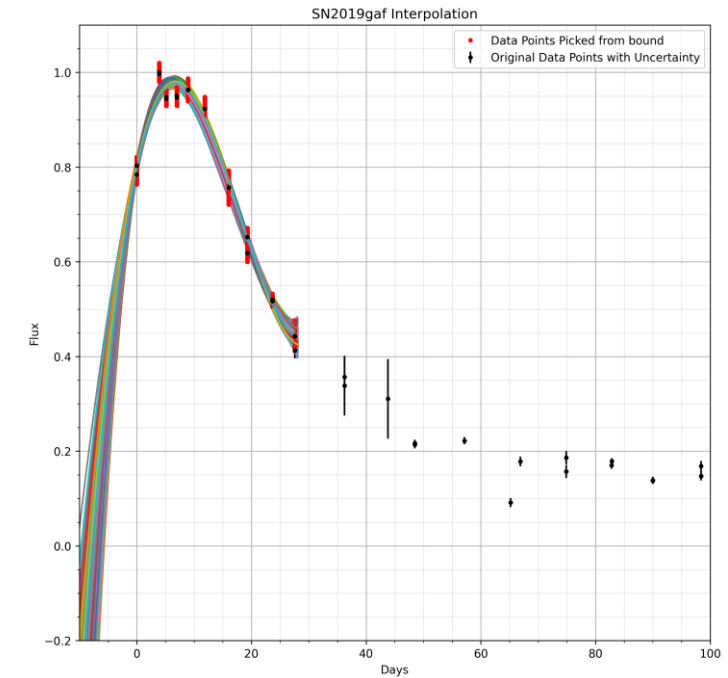 SN2019gaf Interpolation
Data Points Picked from bound
Original Data Points with Uncertainty
Flux
1.0
0.8
0.6
0.4
0.2
0.0
−0.2
0 20 40 60 80 100
Days